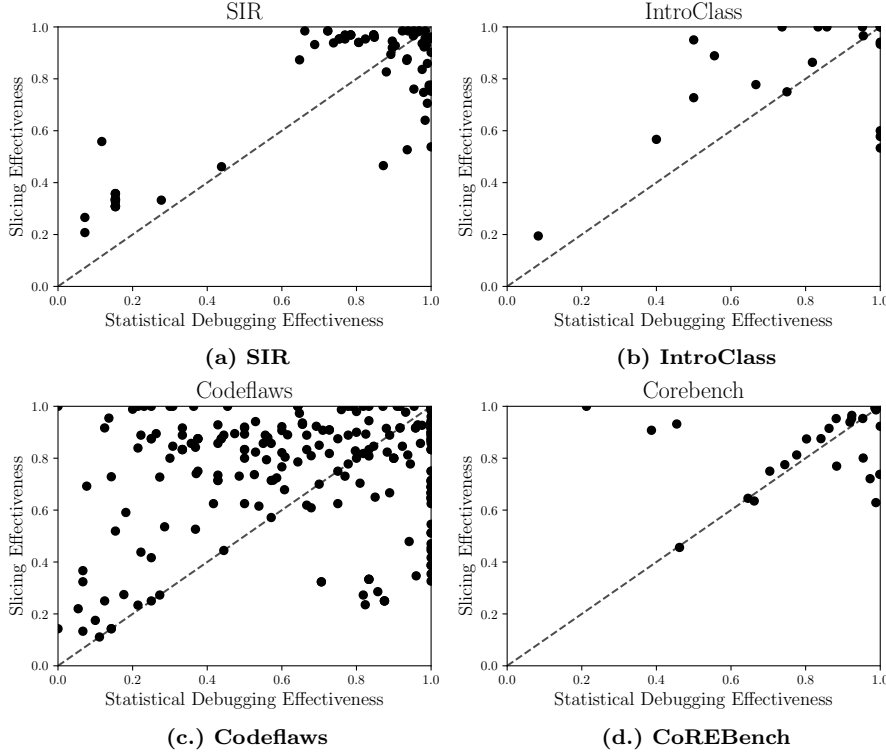 SIR
1.0
0.8
0.6
0.4
0.2
0.0
Slicing Effectiveness
0.0 0.2 0.4 0.6 0.8 1.0
Statistical Debugging Effectiveness
(a) SIR
IntroClass
1.0
0.8
0.6
0.4
0.2
0.0
Slicing Effectiveness
0.0 0.2 0.4 0.6 0.8 1.0
Statistical Debugging Effectiveness
(b) IntroClass
Codeflaws
1.0
0.8
0.6
0.4
0.2
0.0
Slicing Effectiveness
0.0 0.2 0.4 0.6 0.8 1.0
Statistical Debugging Effectiveness
(c.) Codeflaws
Corebench
1.0
0.8
0.6
0.4
0.2
0.0
Slicing Effectiveness
0.0 0.2 0.4 0.6 0.8 1.0
Statistical Debugging Effectiveness
(d.) CoREBench